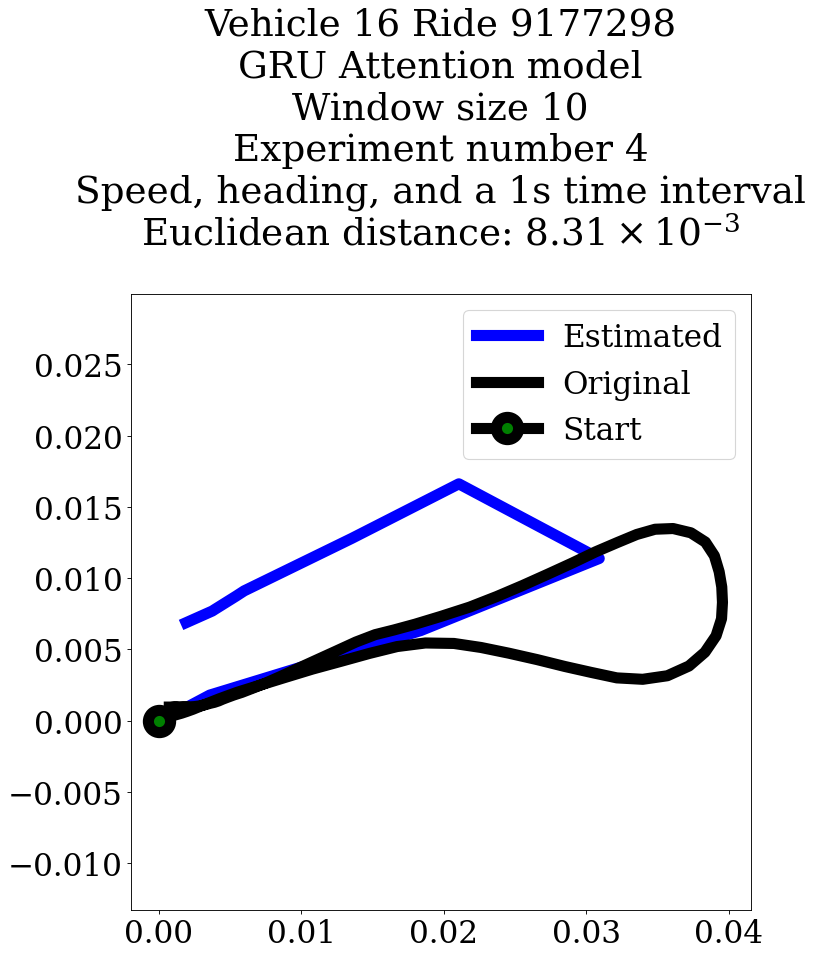 Vehicle 16 Ride 9177298
GRU Attention model
Window size 10
Experiment number 4
Speed, heading, and a 1s time interval
Euclidean distance: 8.31 × 10⁻³
Estimated
Original
Start
0.025
0.020
0.015
0.010
0.005
0.000
−0.005
−0.010
0.00 0.01 0.02 0.03 0.04